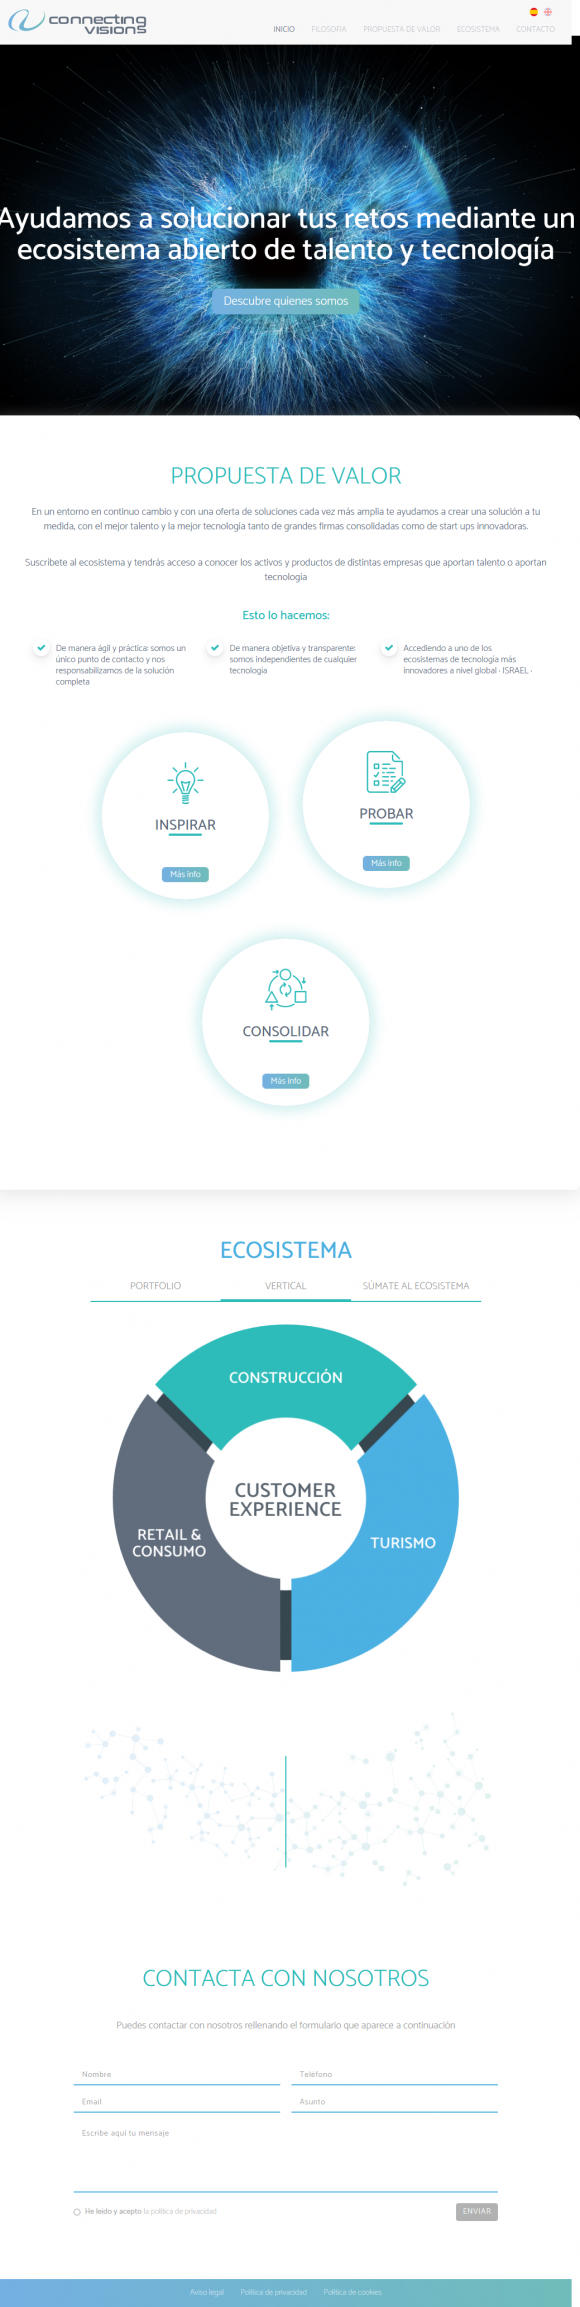 connecting
visions
INICIO FILOSOFIA PROPUESTA DE VALOR ECOSISTEMA CONTACTO
Ayudamos a solucionar tus retos mediante un
ecosistema abierto de talento y tecnología
Descubre quienes somos
PROPUESTA DE VALOR
En un entorno en continuo cambio y con una oferta de soluciones cada vez más amplia te ayudamos a crear una solución a tu
medida, con el mejor talento y la mejor tecnología tanto de grandes firmas consolidadas como de start ups innovadoras.
Suscríbete al ecosistema y tendrás acceso a conocer los activos y productos de distintas empresas que aportan talento o aportan
tecnología
Esto lo hacemos:
De manera ágil y práctica: somos un
único punto de contacto y nos
responsabilizamos de la solución
completa
De manera objetiva y transparente:
somos independientes de cualquier
tecnología
Accediendo a uno de los
ecosistemas de tecnología más
innovadores a nivel global · ISRAEL ·
INSPIRAR
Más info
PROBAR
Más info
CONSOLIDAR
Más info
ECOSISTEMA
PORTFOLIO VERTICAL SÚMATE AL ECOSISTEMA
CONSTRUCCIÓN
CUSTOMER
EXPERIENCE
RETAIL &
CONSUMO
TURISMO
CONTACTA CON NOSOTROS
Puedes contactar con nosotros rellenando el formulario que aparece a continuación
Nombre Teléfono
Email Asunto
Escribe aquí tu mensaje
He leído y acepto la política de privacidad
ENVIAR
Aviso legal Política de privacidad Política de cookies